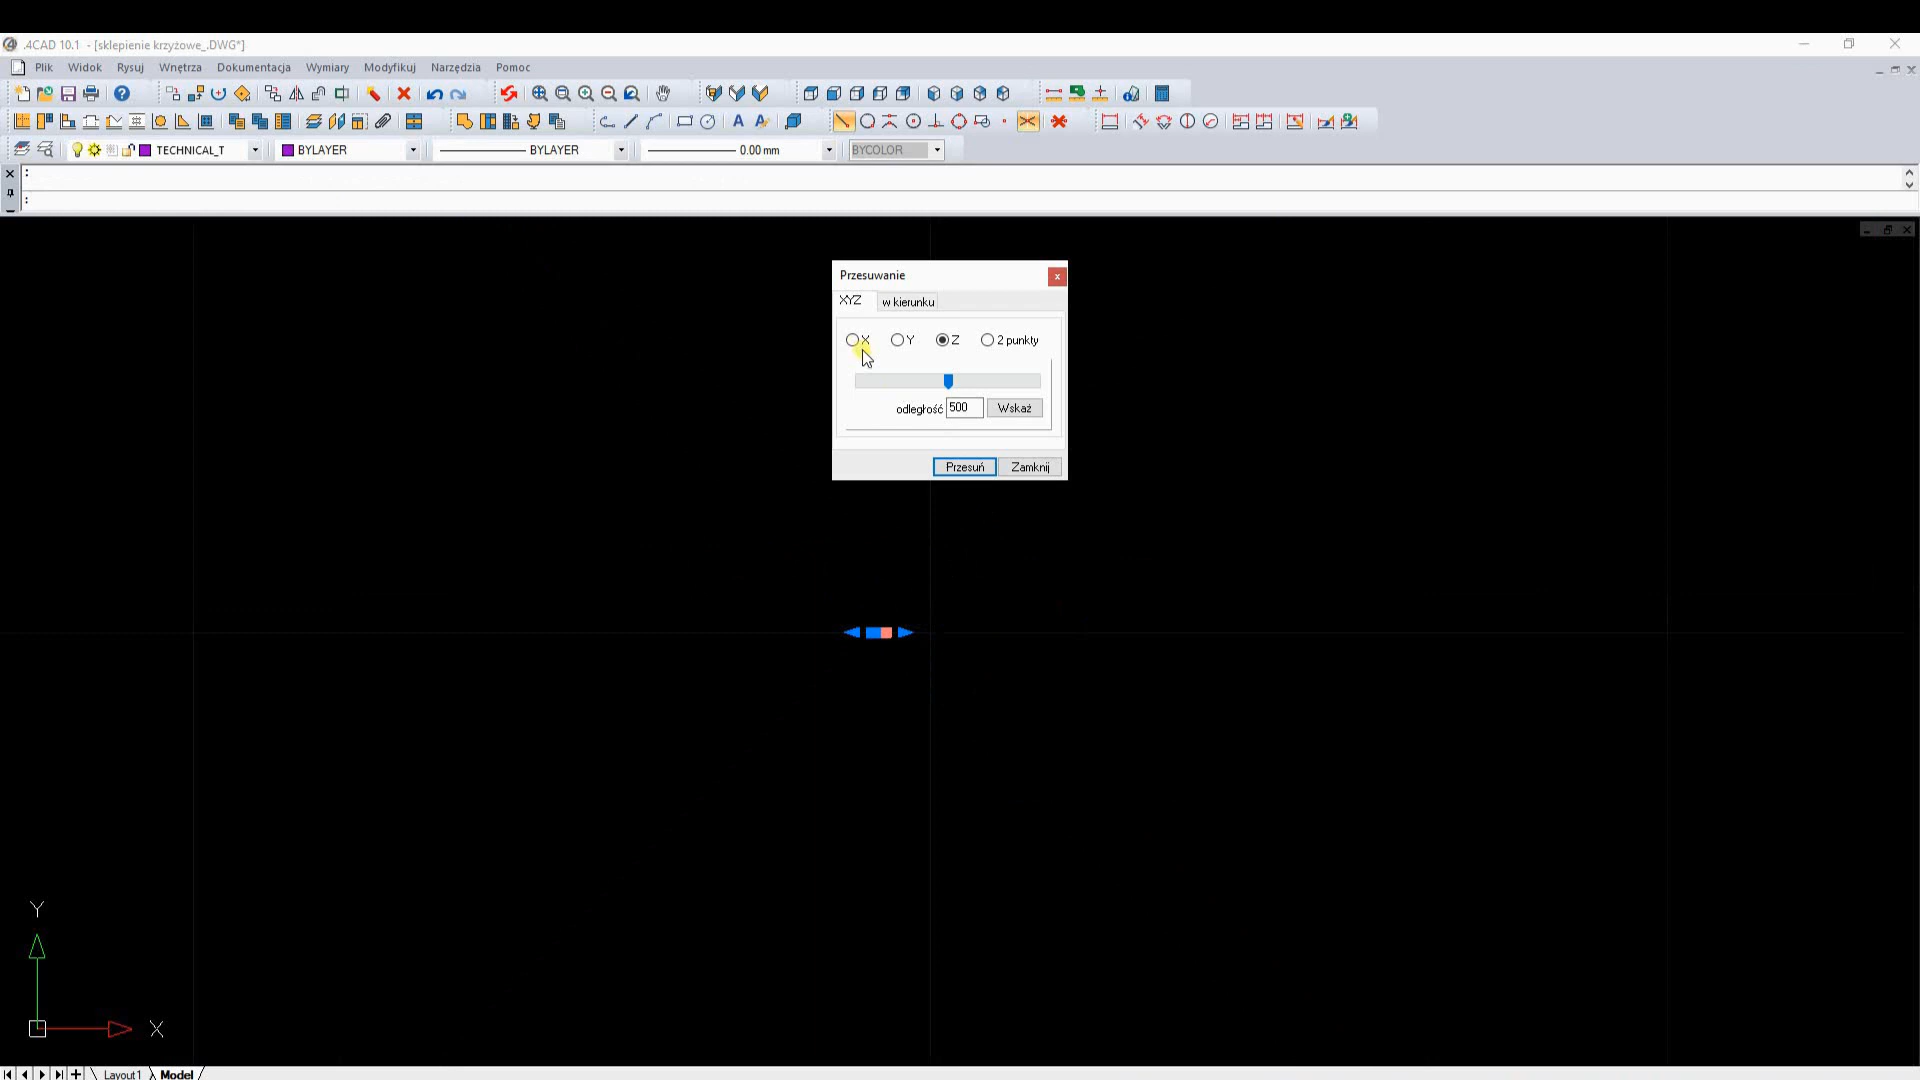 .4CAD 10.1 - [sklepienie krzyżowe_.DWG*]
Plik Widok Rysuj Wnętrza Dokumentacja Wymiary Modyfikuj Narzędzia Pomoc
TECHNICAL_T BYLAYER BYLAYER 0.00 mm BYCOLOR
:
:
Przesuwanie
XYZ w kierunku
X Y Z 2 punkty
odległość 500 Wskaż
Przesuń Zamknij
Y
X
Layout1 Model